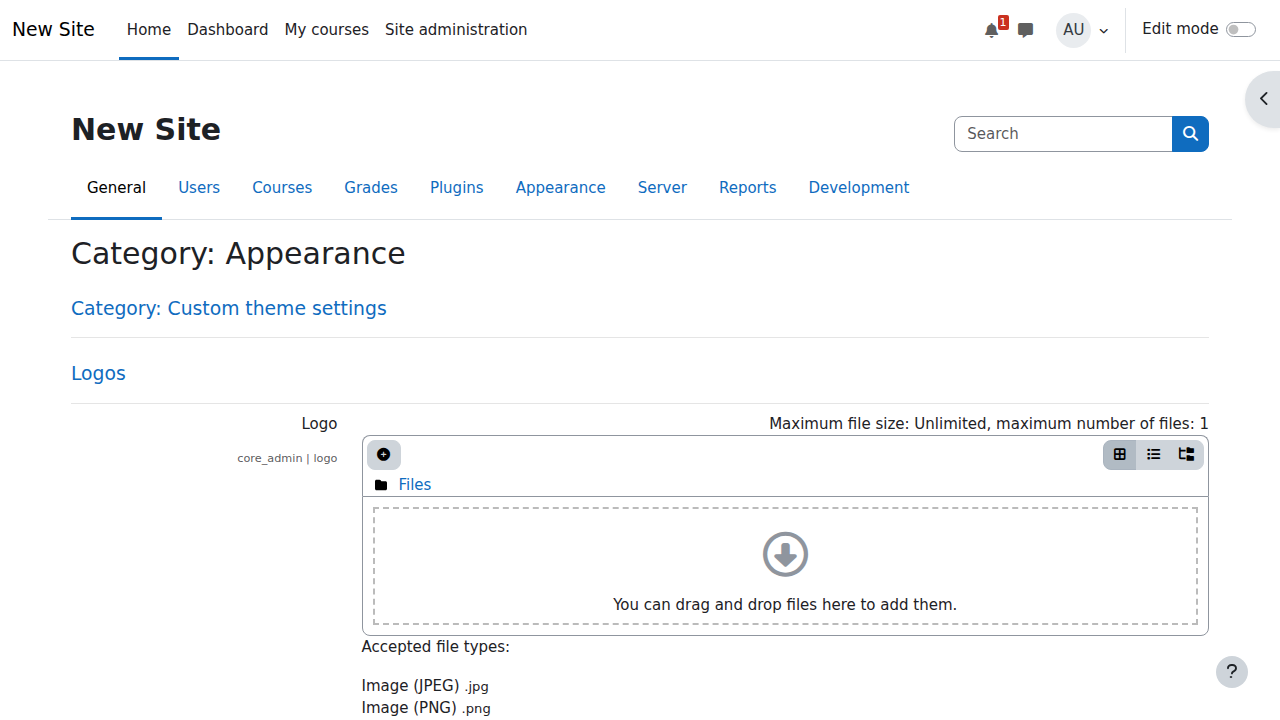 New Site Home Dashboard My courses Site administration 1 AU Edit mode
New Site Search
General Users Courses Grades Plugins Appearance Server Reports Development
Category: Appearance
Category: Custom theme settings
Logos
Logo Maximum file size: Unlimited, maximum number of files: 1
core_admin | logo
Files
You can drag and drop files here to add them.
Accepted file types:
Image (JPEG) .jpg
Image (PNG) .png
?